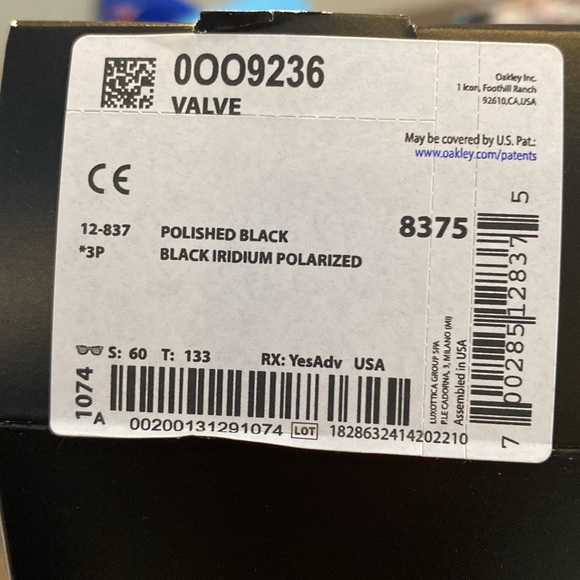 0OO9236
VALVE
Oakley Inc.
1 Icon, Foothill Ranch
92610,CA,USA
May be covered by U.S. Pat.:
www.oakley.com/patents
CE
12-837 POLISHED BLACK
*3P BLACK IRIDIUM POLARIZED
8375
S: 60 T: 133 RX: YesAdv USA
1074
A
00200131291074 LOT 1828632414202210
LUXOTTICA GROUP SPA
P.LE CADORNA, 3, MILANO (MI)
Assembled in USA
7 00285 12837 5